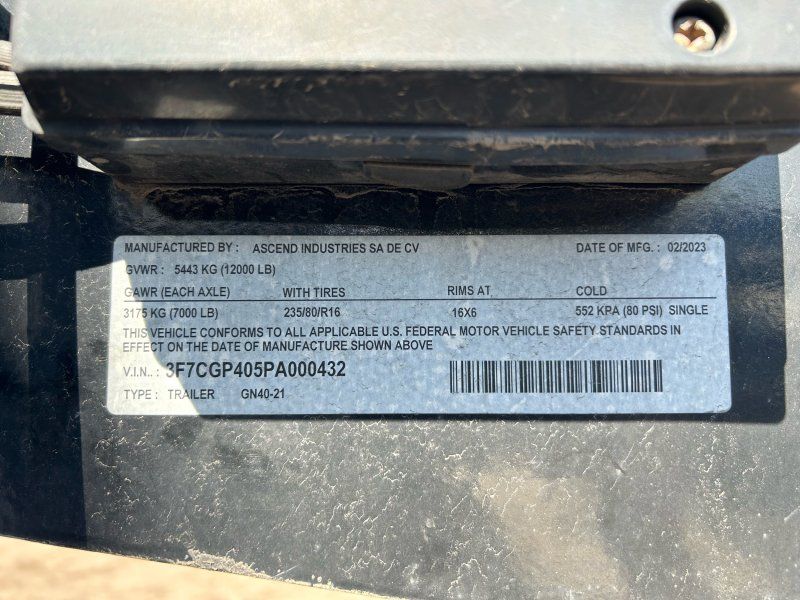 MANUFACTURED BY : ASCEND INDUSTRIES SA DE CV DATE OF MFG. : 02/2023
GVWR : 5443 KG (12000 LB)
GAWR (EACH AXLE) WITH TIRES RIMS AT COLD
3175 KG (7000 LB) 235/80/R16 16X6 552 KPA (80 PSI) SINGLE
THIS VEHICLE CONFORMS TO ALL APPLICABLE U.S. FEDERAL MOTOR VEHICLE SAFETY STANDARDS IN
EFFECT ON THE DATE OF MANUFACTURE SHOWN ABOVE
V.I.N.. : 3F7CGP405PA000432
TYPE : TRAILER GN40-21